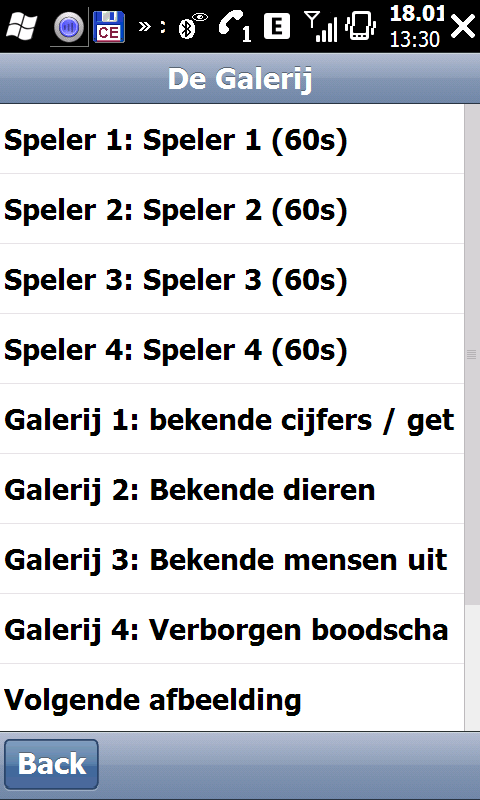 CE
»
:
1
E
18.01
13:30
De Galerij
Speler 1: Speler 1 (60s)
Speler 2: Speler 2 (60s)
Speler 3: Speler 3 (60s)
Speler 4: Speler 4 (60s)
Galerij 1: bekende cijfers / get
Galerij 2: Bekende dieren
Galerij 3: Bekende mensen uit
Galerij 4: Verborgen boodscha
Volgende afbeelding
Back